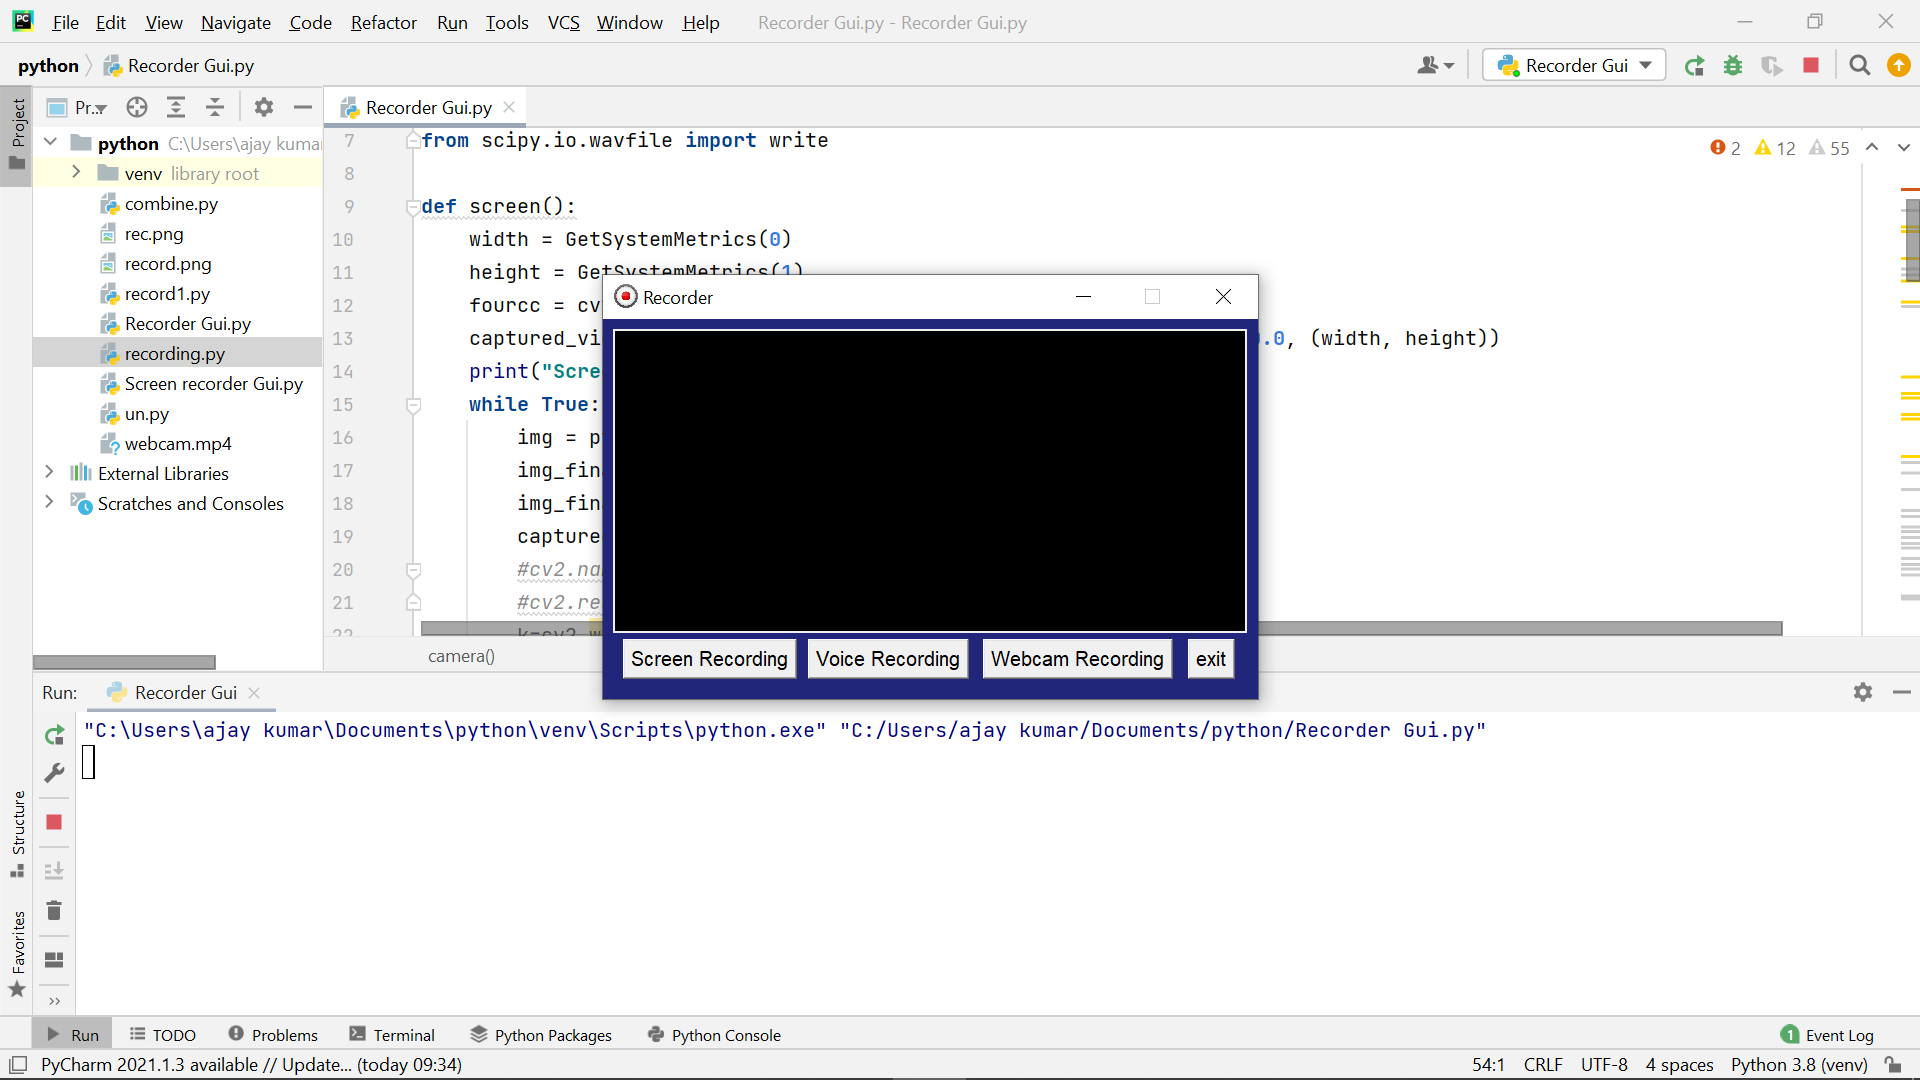 File Edit View Navigate Code Refactor Run Tools VCS Window Help Recorder Gui.py - Recorder Gui.py
python Recorder Gui.py
Recorder Gui
Project
Pr...
Recorder Gui.py
python C:\Users\ajay kumar
venv library root
combine.py
rec.png
record.png
record1.py
Recorder Gui.py
recording.py
Screen recorder Gui.py
un.py
webcam.mp4
External Libraries
Scratches and Consoles
2 12 55
7 from scipy.io.wavfile import write
8
9 def screen():
10 width = GetSystemMetrics(0)
11 height = GetSystemMetrics(1)
12 fourcc = cv
13 captured_vi .0, (width, height))
14 print("Scre
15 while True:
16 img = p
17 img_fin
18 img_fin
19 capture
20 #cv2.na
21 #cv2.re
22 k=cv2.w
camera()
Recorder
Screen Recording Voice Recording Webcam Recording exit
Run: Recorder Gui
"C:\Users\ajay kumar\Documents\python\venv\Scripts\python.exe" "C:/Users/ajay kumar/Documents/python/Recorder Gui.py"
Structure
Favorites
Run TODO Problems Terminal Python Packages Python Console 1 Event Log
PyCharm 2021.1.3 available // Update... (today 09:34) 54:1 CRLF UTF-8 4 spaces Python 3.8 (venv)